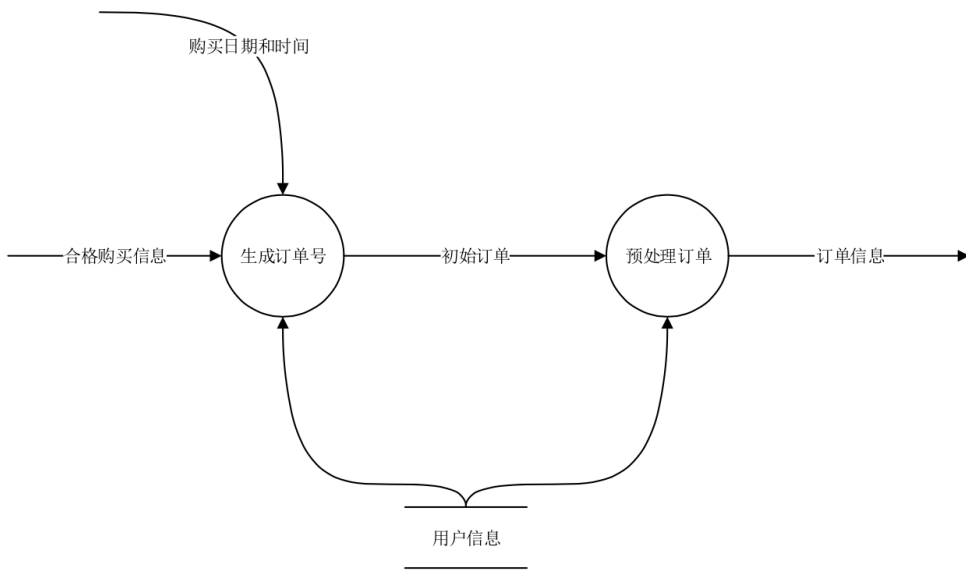 购买日期和时间
合格购买信息
生成订单号
初始订单
预处理订单
订单信息
用户信息